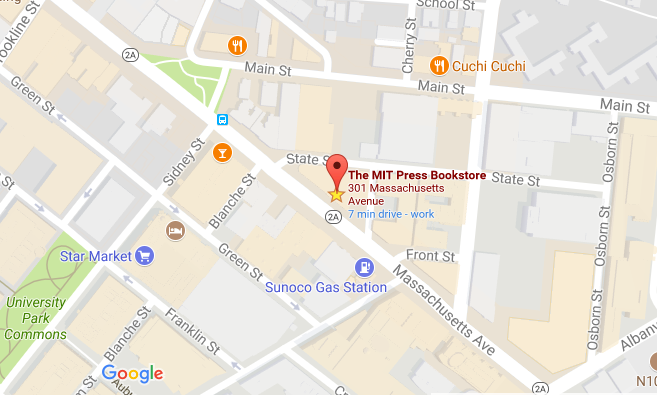 School St
Brookline St
Cherry St
2A
Cuchi Cuchi
Main St
Main St
Green St
Osborn St
Sidney St
State St
The MIT Press Bookstore
301 Massachusetts
Avenue
7 min drive - work
State St
Blanche St
2A
Front St
Star Market
Green St
Sunoco Gas Station
Massachusetts Ave
Osborn St
University
Park
Commons
Franklin St
Blanche St
Albany
Google
2A
N10